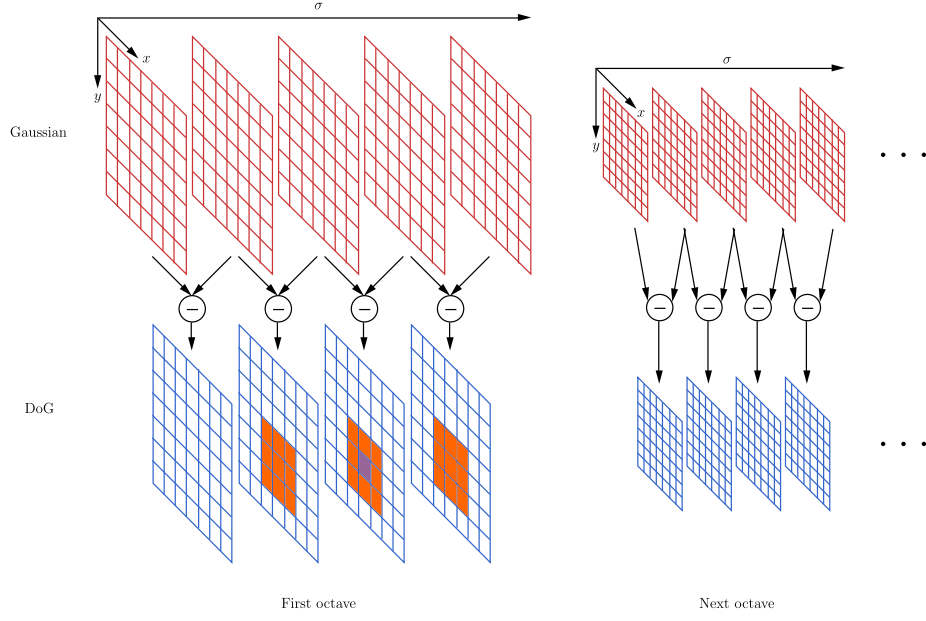 σ
x
y
Gaussian
− − − −
DoG
First octave
σ
x
y
. . .
− − − −
. . .
Next octave